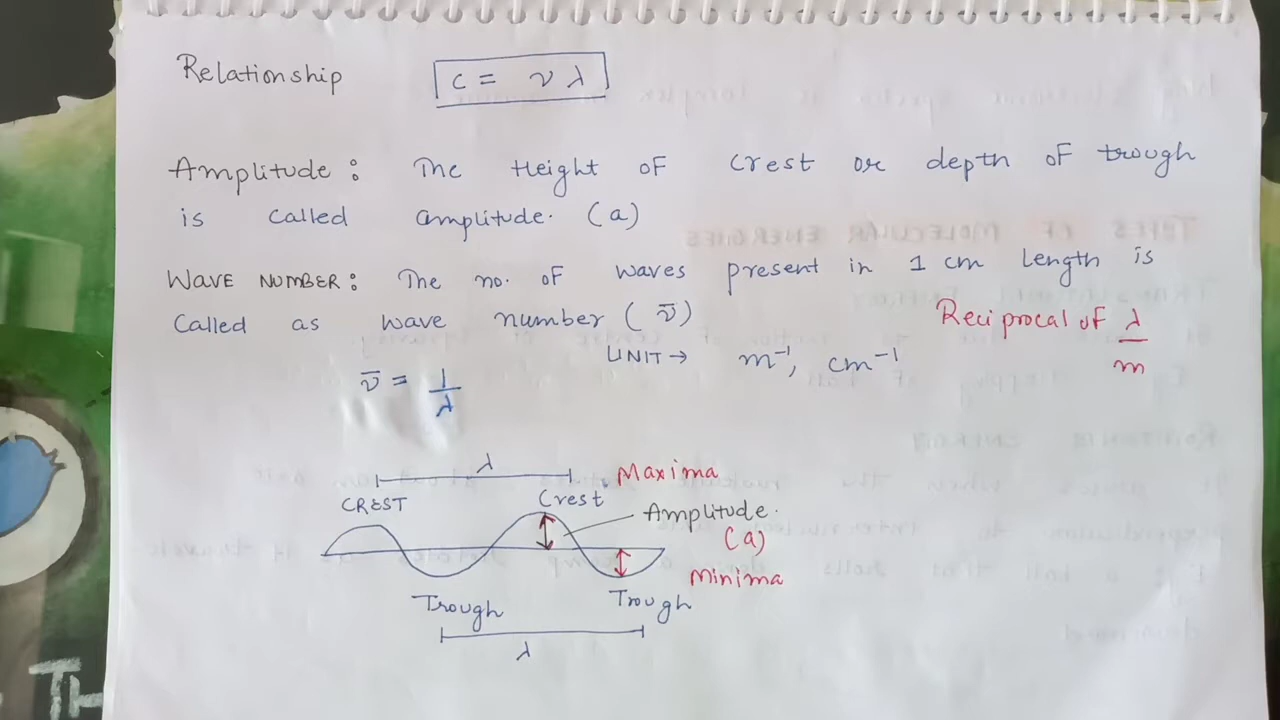 Relationship c = ν λ
Amplitude : The Height of crest or depth of trough
is called amplitude. (a)
WAVE NUMBER : The no. of waves present in 1 cm length is
Called as wave number (ν̅)
Reciprocal of λ
m
UNIT → m⁻¹, cm⁻¹
ν̅ = 1/λ
λ
Maxima
CREST Crest
Amplitude.
(a)
Minima
Trough Trough
λ
TH